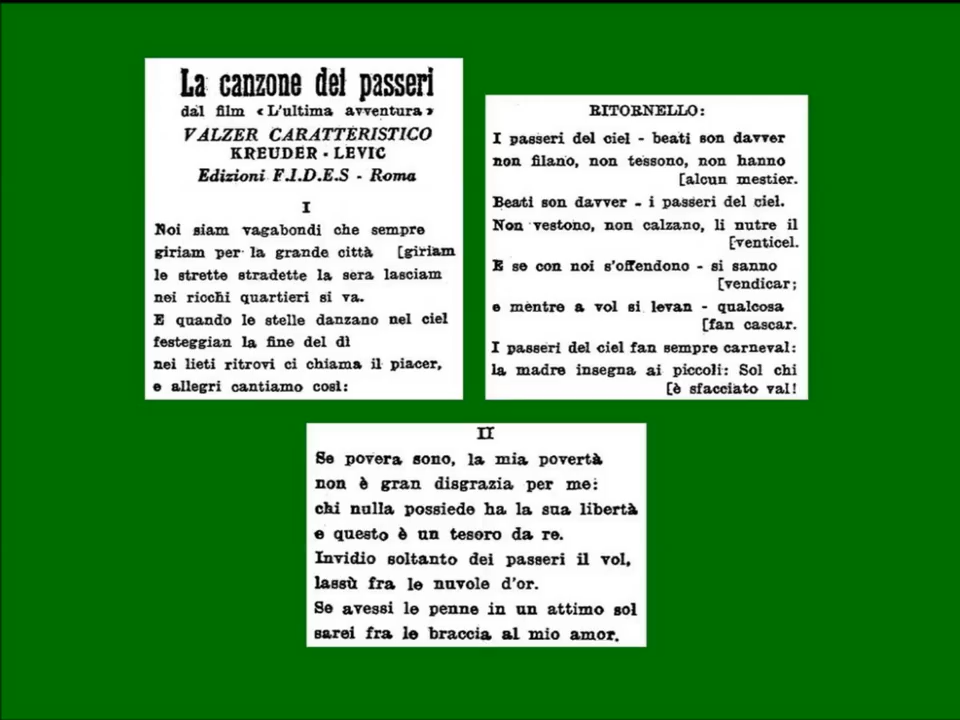 La canzone dei passeri
dal film «L'ultima avventura»
VALZER CARATTERISTICO
KREUDER - LEVIC
Edizioni F.I.D.E.S - Roma
I
Noi siam vagabondi che sempre
giriam per la grande città [giriam
le strette stradette la sera lasciam
nei ricchi quartieri si va.
E quando le stelle danzano nel ciel
festeggian la fine del dì
nei lieti ritrovi ci chiama il piacer,
e allegri cantiamo così:
RITORNELLO:
I passeri del ciel - beati son davver
non filano, non tessono, non hanno
[alcun mestier.
Beati son davver - i passeri del ciel.
Non vestono, non calzano, li nutre il
[venticel.
E se con noi s'offendono - si sanno
[vendicar;
e mentre a vol si levan - qualcosa
[fan cascar.
I passeri del ciel fan sempre carneval:
la madre insegna ai piccoli: Sol chi
[è sfacciato val!
II
Se povera sono, la mia povertà
non è gran disgrazia per me:
chi nulla possiede ha la sua libertà
e questo è un tesoro da re.
Invidio soltanto dei passeri il vol,
lassù fra le nuvole d'or.
Se avessi le penne in un attimo sol
sarei fra le braccia al mio amor.